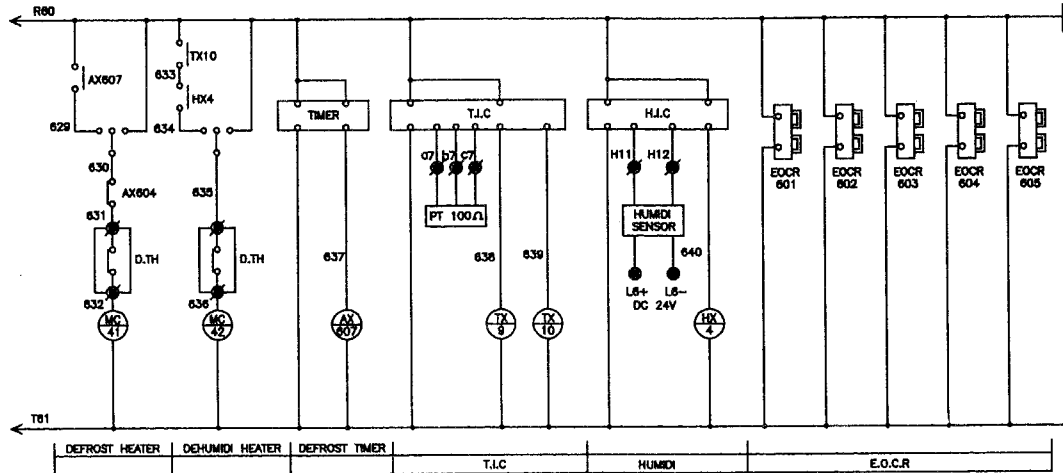 R60
AX607
TX10
633
HX4
629
634
630
AX604
631
D.TH
632
MC
41
635
D.TH
636
MC
42
TIMER
637
AX
607
T.I.C
a7
b7
c7
PT 100Ω
638
639
TX
9
TX
10
H.I.C
H11
H12
HUMIDI
SENSOR
640
L6+
L6-
DC 24V
HX
4
EOCR
601
EOCR
602
EOCR
603
EOCR
604
EOCR
605
T61
DEFROST HEATER
DEHUMIDI HEATER
DEFROST TIMER
T.I.C
HUMIDI
E.O.C.R